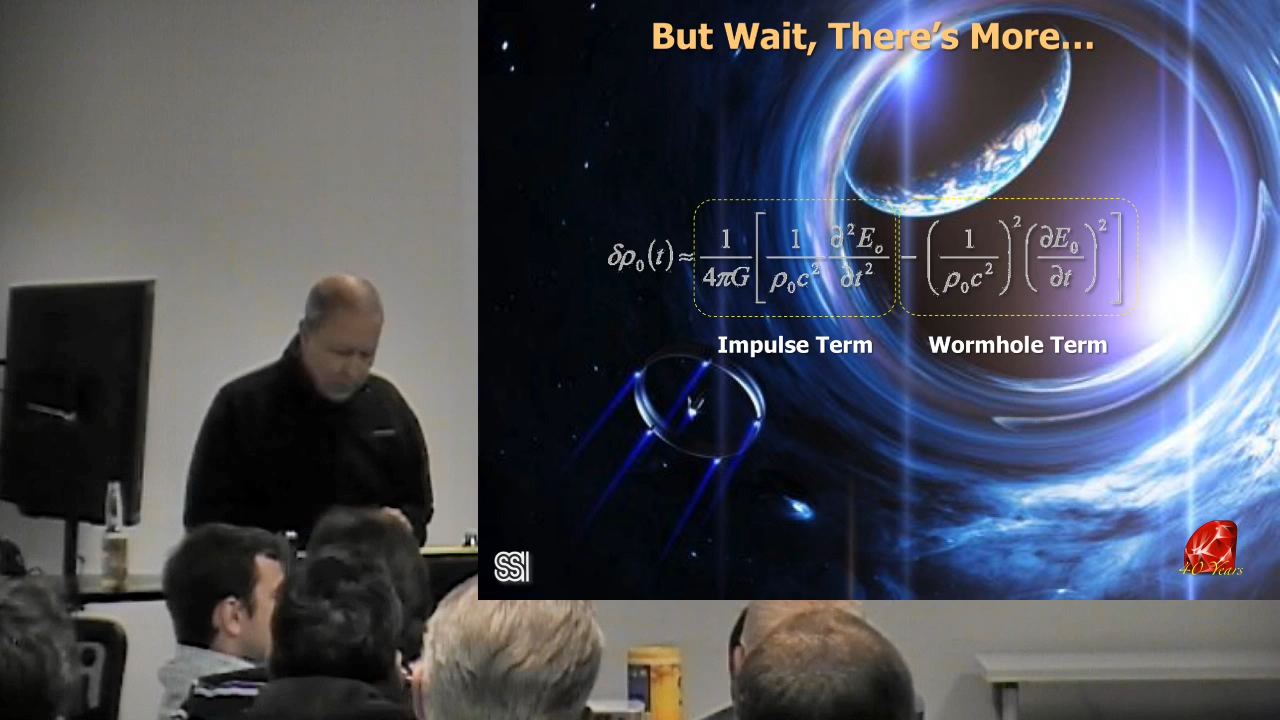 But Wait, There's More...
δρ₀(t) ≈ 1/4πG [ 1/ρ₀c² ∂²Eₒ/∂t² − (1/ρ₀c²)² (∂E₀/∂t)² ]
Impulse Term
Wormhole Term
SSI
40 Years